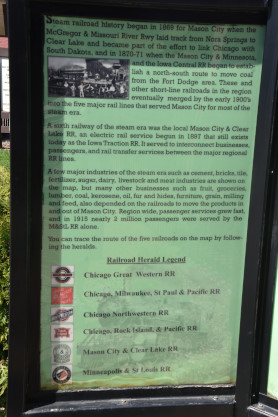 Steam railroad history began in 1869 for Mason City when the
McGregor & Missouri River Rwy laid track from Nora Springs to
Clear Lake and became part of the effort to link Chicago with
South Dakota, and in 1870-71 when the Mason City & Minnesota,
and the Iowa Central RR began to estab-
lish a north-south route to move coal
from the Fort Dodge area. These and
other short-line railroads in the region
eventually merged by the early 1900's
into the five major rail lines that served Mason City for most of the
steam era.
A sixth railway of the steam era was the local Mason City & Clear
Lake RR, an electric rail service begun in 1897 that still exists
today as the Iowa Traction RR. It served to interconnect businesses,
passengers, and rail transfer services between the major regional
RR lines.
A few major industries of the steam era such as cement, bricks, tile,
fertilizer, sugar, dairy, livestock and meat industries are shown on
the map, but many other businesses such as fruit, groceries,
lumber, coal, kerosene, oil, fur and hides, furniture, grain, milling
and feed, also depended on the railroads to move the products in
and out of Mason City. Region wide, passenger services grew fast,
and in 1915 nearly 2 million passengers were served by the
RR alone.
You can trace the route of the five railroads on the map by follow-
ing the heralds.
Railroad Herald Legend
Chicago Great Western RR
Chicago, Milwaukee, St Paul & Pacific RR
Chicago Northwestern RR
Chicago, Rock Island, & Pacific RR
Mason City & Clear Lake RR
Minneapolis & St Louis RR